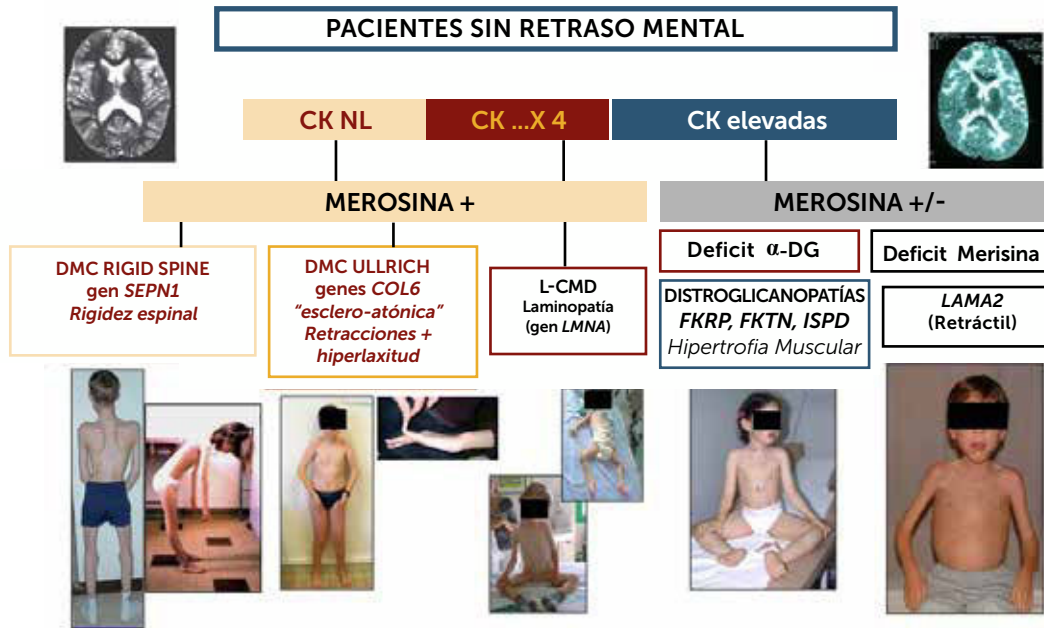 PACIENTES SIN RETRASO MENTAL
CK NL
CK ...X 4
CK elevadas
MEROSINA +
MEROSINA +/-
DMC RIGID SPINE
gen SEPN1
Rigidez espinal
DMC ULLRICH
genes COL6
“esclero-atónica”
Retracciones +
hiperlaxitud
L-CMD
Laminopatía
(gen LMNA)
Deficit α-DG
DISTROGLICANOPATÍAS
FKRP, FKTN, ISPD
Hipertrofia Muscular
Deficit Merisina
LAMA2
(Retráctil)